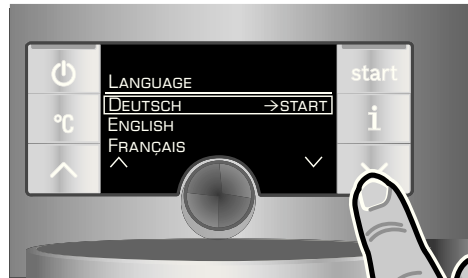 start
LANGUAGE
DEUTSCH →START
ENGLISH
°C
i
FRANÇAIS